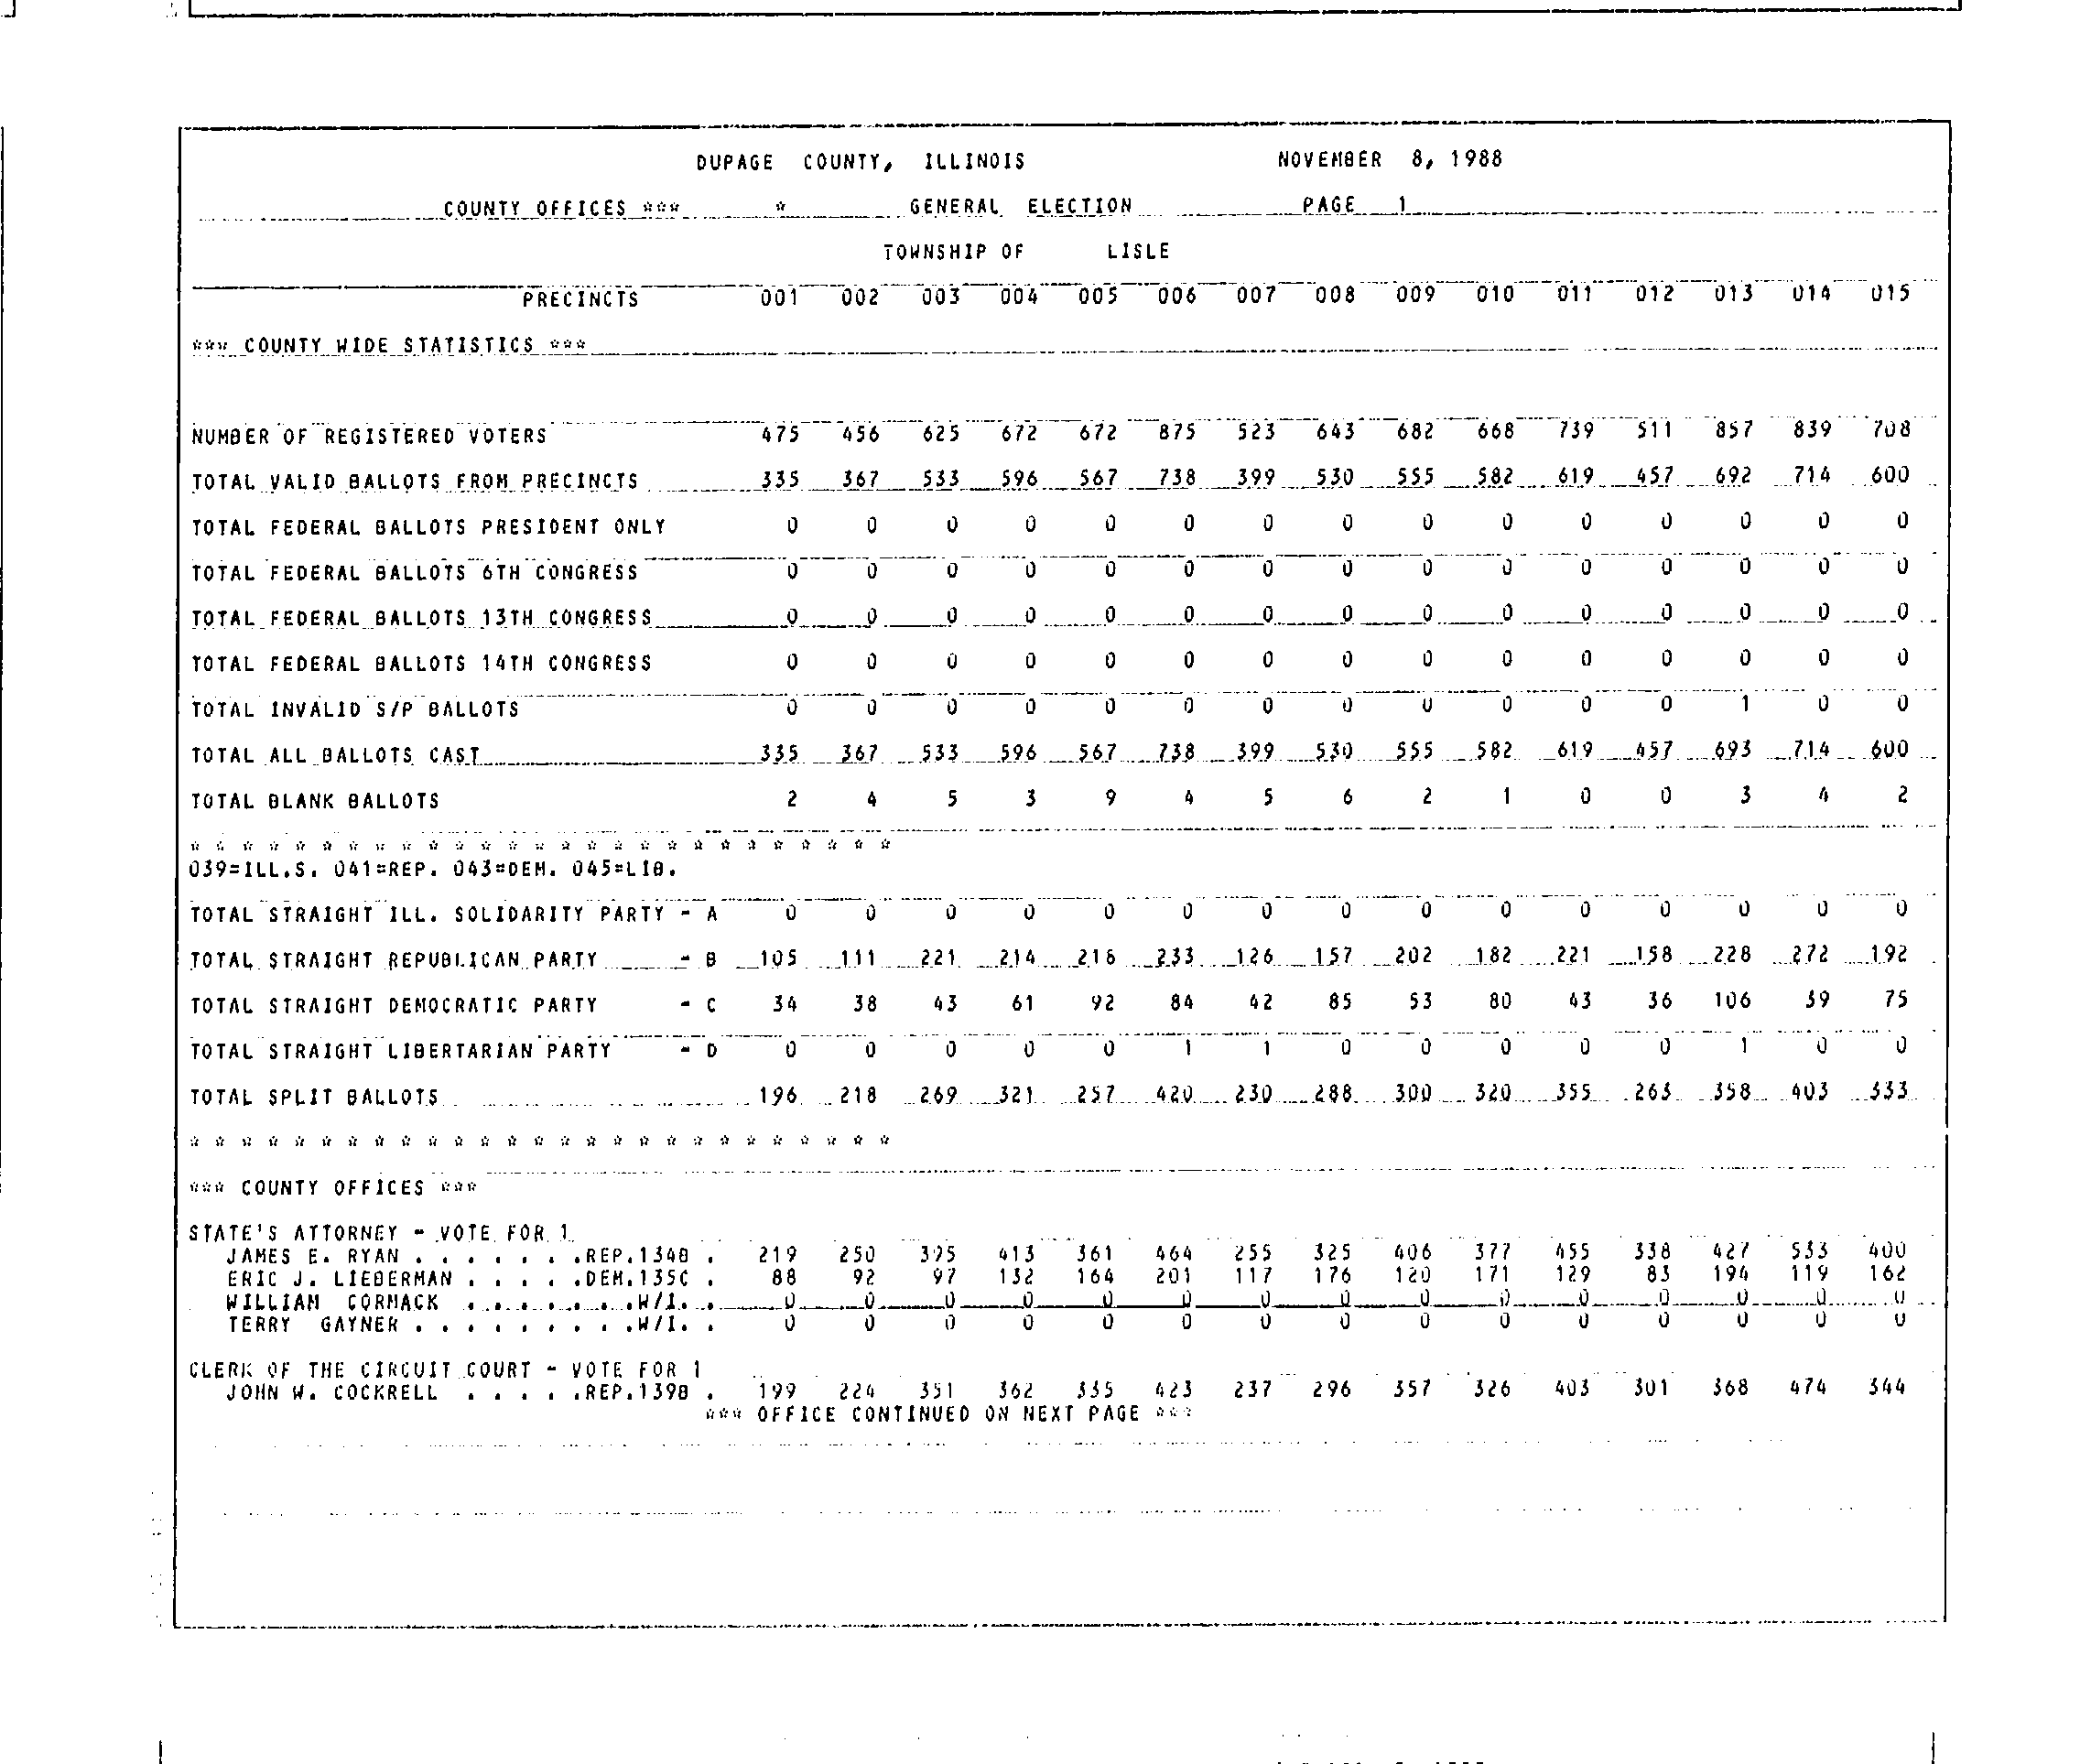 DUPAGE COUNTY, ILLINOIS NOVEMBER 8, 1988
COUNTY OFFICES *** * GENERAL ELECTION PAGE 1
TOWNSHIP OF LISLE
PRECINCTS 001 002 003 004 005 006 007 008 009 010 011 012 013 014 015
*** COUNTY WIDE STATISTICS ***
NUMBER OF REGISTERED VOTERS 475 456 625 672 672 875 523 643 682 668 739 511 857 839 708
TOTAL VALID BALLOTS FROM PRECINCTS 335 367 533 596 567 738 399 530 555 582 619 457 692 714 600
TOTAL FEDERAL BALLOTS PRESIDENT ONLY 0 0 0 0 0 0 0 0 0 0 0 0 0 0 0
TOTAL FEDERAL BALLOTS 6TH CONGRESS 0 0 0 0 0 0 0 0 0 0 0 0 0 0 0
TOTAL FEDERAL BALLOTS 13TH CONGRESS 0 0 0 0 0 0 0 0 0 0 0 0 0 0 0
TOTAL FEDERAL BALLOTS 14TH CONGRESS 0 0 0 0 0 0 0 0 0 0 0 0 0 0 0
TOTAL INVALID S/P BALLOTS 0 0 0 0 0 0 0 0 0 0 0 0 1 0 0
TOTAL ALL BALLOTS CAST 335 367 533 596 567 738 399 530 555 582 619 457 693 714 600
TOTAL BLANK BALLOTS 2 4 5 3 9 4 5 6 2 1 0 0 3 4 2
* * * * * * * * * * * * * * * * * * * * * * * * * * *
039=ILL.S. 041=REP. 043=DEM. 045=LIB.
TOTAL STRAIGHT ILL. SOLIDARITY PARTY - A 0 0 0 0 0 0 0 0 0 0 0 0 0 0 0
TOTAL STRAIGHT REPUBLICAN PARTY - B 105 111 221 214 216 233 126 157 202 182 221 158 228 272 192
TOTAL STRAIGHT DEMOCRATIC PARTY - C 34 38 43 61 92 84 42 85 53 80 43 36 106 39 75
TOTAL STRAIGHT LIBERTARIAN PARTY - D 0 0 0 0 0 1 1 0 0 0 0 0 1 0 0
TOTAL SPLIT BALLOTS 196 218 269 321 257 420 230 288 300 320 355 263 358 403 333
* * * * * * * * * * * * * * * * * * * * * * * * * * *
*** COUNTY OFFICES ***
STATE'S ATTORNEY - VOTE FOR 1
JAMES E. RYAN . . . . . . .REP.134B . 219 250 395 413 361 464 255 325 406 377 455 338 427 533 400
ERIC J. LIEBERMAN . . . . .DEM.135C . 88 92 97 132 164 201 117 176 120 171 129 83 194 119 162
WILLIAM CORMACK . . . . . . .W/I. . 0 0 0 0 0 0 0 0 0 0 0 0 0 0 0
TERRY GAYNER . . . . . . . . .W/I. . 0 0 0 0 0 0 0 0 0 0 0 0 0 0 0
CLERK OF THE CIRCUIT COURT - VOTE FOR 1
JOHN W. COCKRELL . . . . .REP.139B . 199 224 351 362 335 423 237 296 357 326 403 301 368 474 344
*** OFFICE CONTINUED ON NEXT PAGE ***